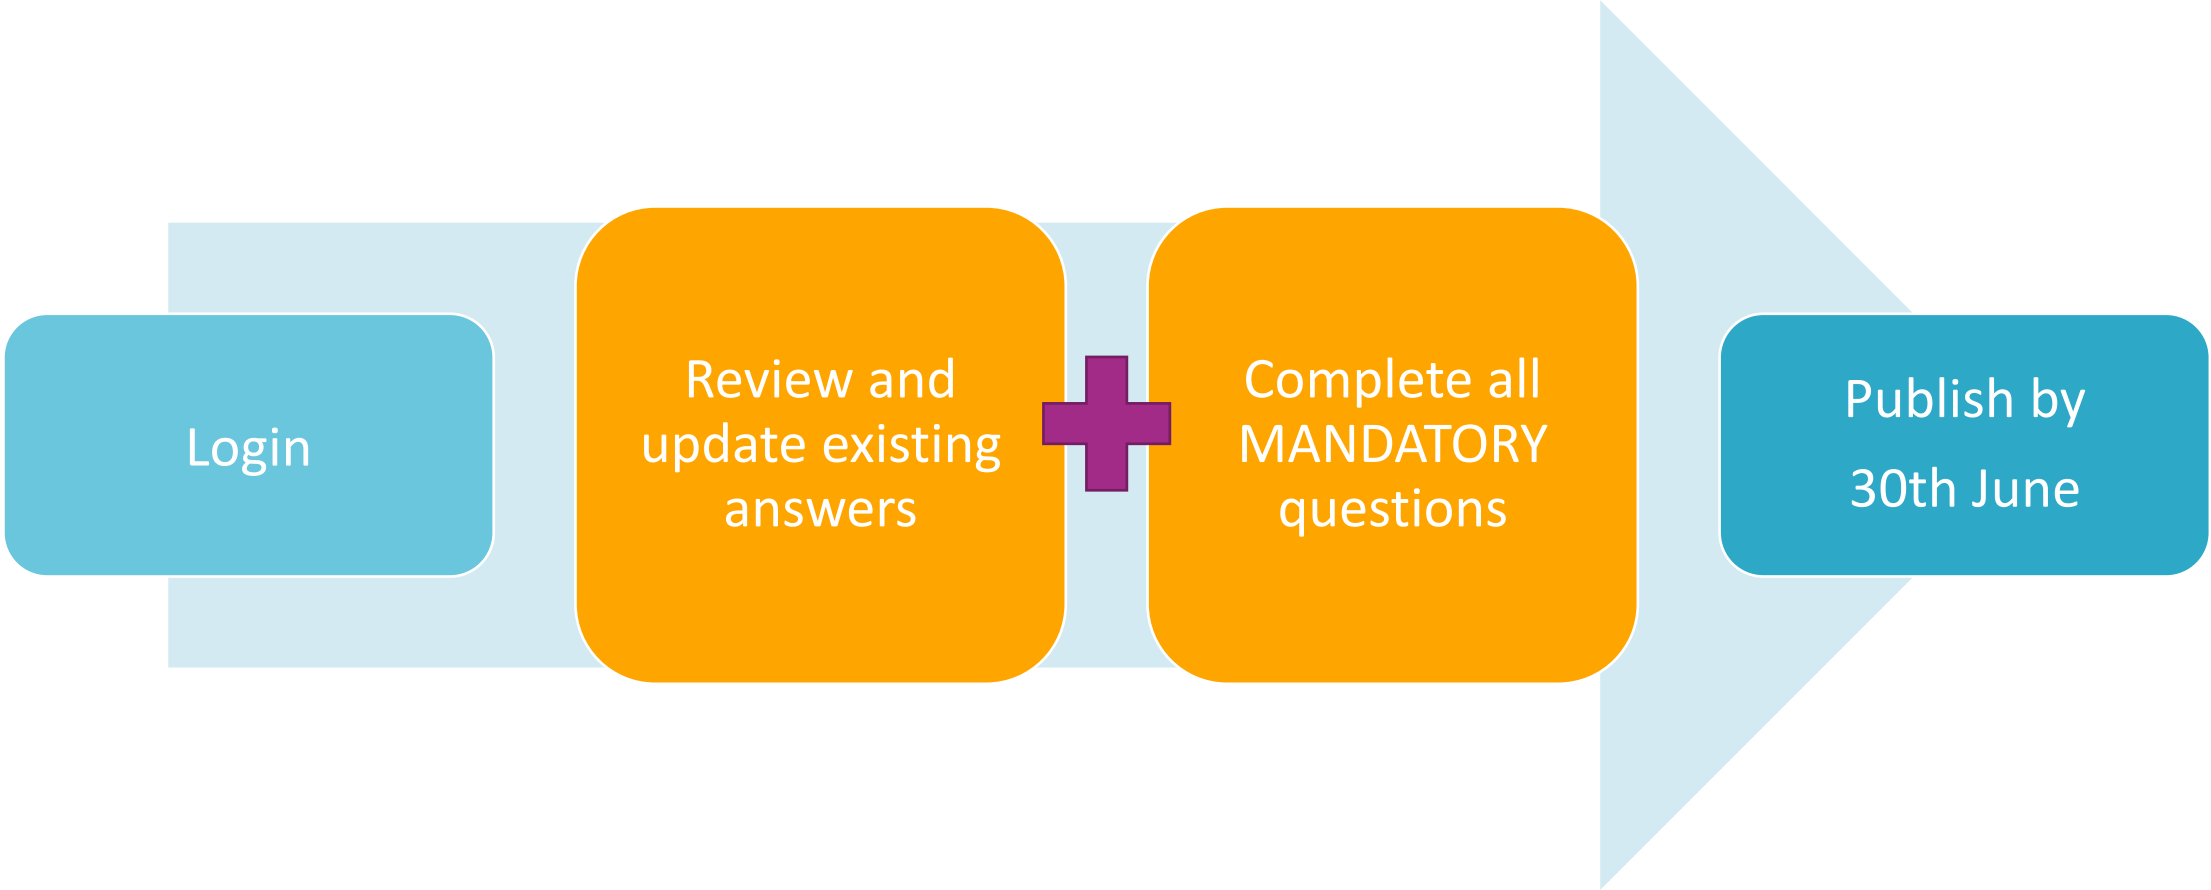 Login
Review and
update existing
answers
Complete all
MANDATORY
questions
Publish by
30th June